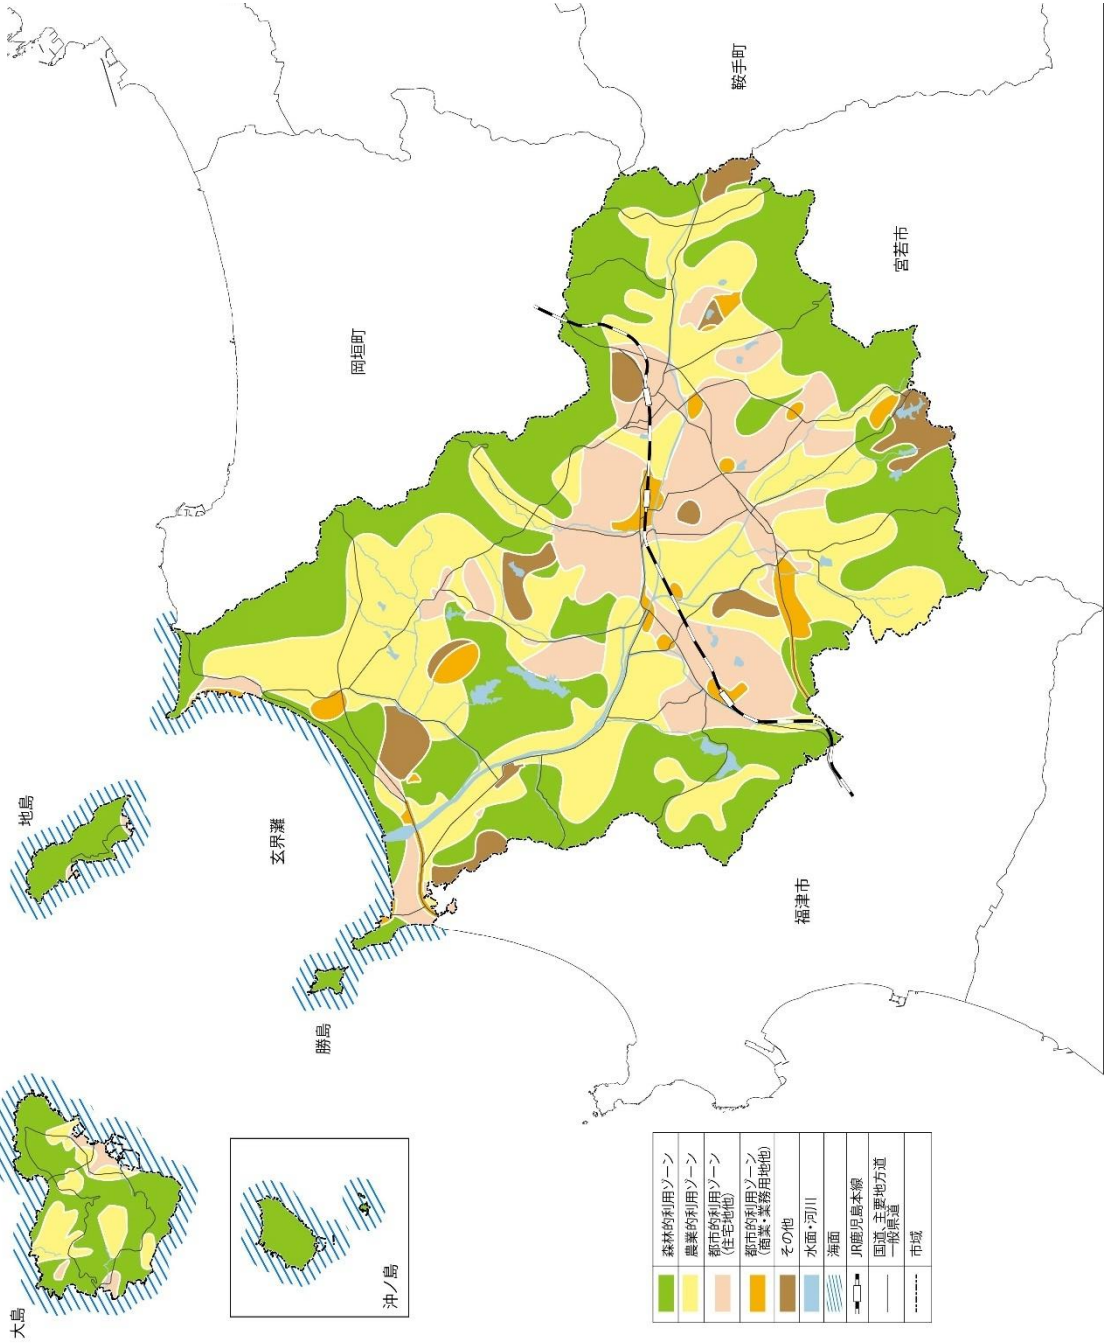 大島
沖ノ島
地島
勝島
玄界灘
岡垣町
鞍手町
宮若市
福津市
森林的利用ゾーン
農業的利用ゾーン
都市的利用ゾーン
(住宅地他)
都市的利用ゾーン
(商業・業務用地他)
その他
水面・河川
海面
JR鹿児島本線
国道、主要地方道
一般県道
市域